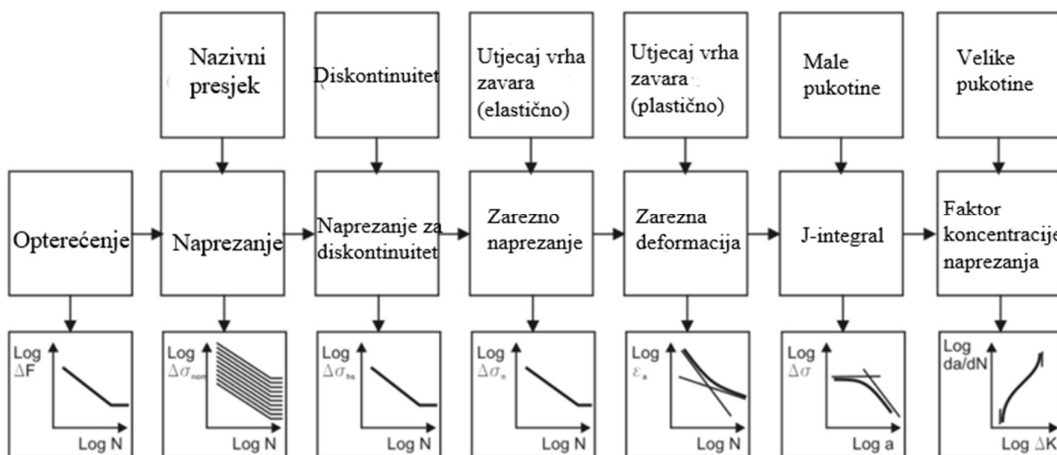 Nazivni
presjek
Diskontinuitet
Utjecaj vrha
zavara
(elastično)
Utjecaj vrha
zavara
(plastično)
Male
pukotine
Velike
pukotine
Opterećenje
Naprezanje
Naprezanje za
diskontinuitet
Zarezno
naprezanje
Zarezna
deformacija
J-integral
Faktor
koncentracije
naprezanja
Log
ΔF
Log N
Log
Δσnom
Log N
Log
Δσhs
Log N
Log
Δσn
Log N
Log
εa
Log N
Log
Δσ
Log a
Log
da/dN
Log ΔK